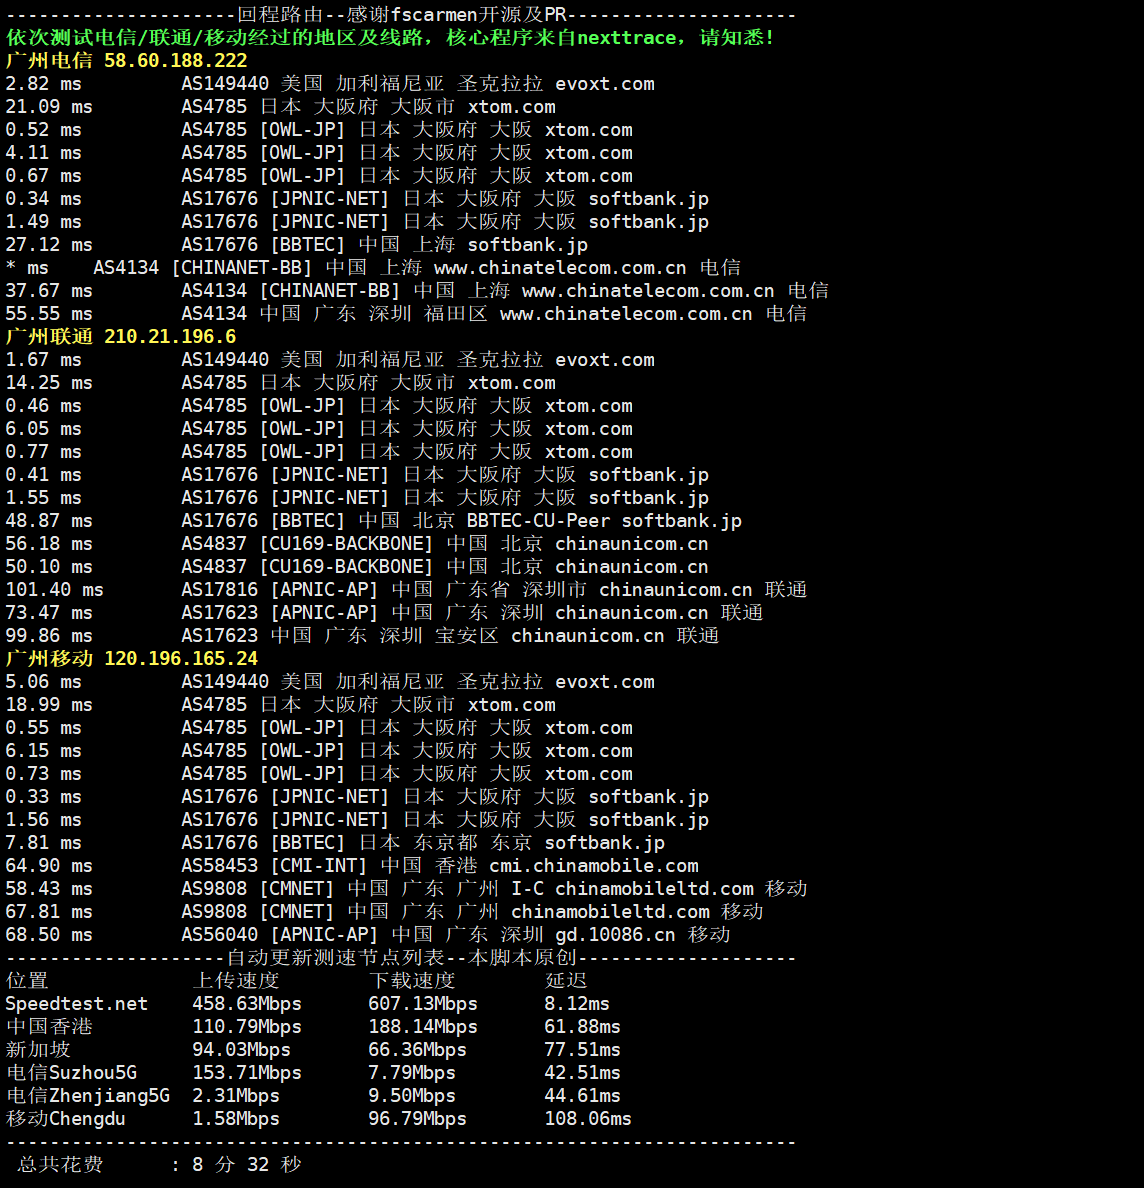 ---------------------回程路由--感谢fscarmen开源及PR---------------------
依次测试电信/联通/移动经过的地区及线路，核心程序来自nexttrace，请知悉!
广州电信 58.60.188.222
2.82 ms AS149440 美国 加利福尼亚 圣克拉拉 evoxt.com
21.09 ms AS4785 日本 大阪府 大阪市 xtom.com
0.52 ms AS4785 [OWL-JP] 日本 大阪府 大阪 xtom.com
4.11 ms AS4785 [OWL-JP] 日本 大阪府 大阪 xtom.com
0.67 ms AS4785 [OWL-JP] 日本 大阪府 大阪 xtom.com
0.34 ms AS17676 [JPNIC-NET] 日本 大阪府 大阪 softbank.jp
1.49 ms AS17676 [JPNIC-NET] 日本 大阪府 大阪 softbank.jp
27.12 ms AS17676 [BBTEC] 中国 上海 softbank.jp
* ms AS4134 [CHINANET-BB] 中国 上海 www.chinatelecom.com.cn 电信
37.67 ms AS4134 [CHINANET-BB] 中国 上海 www.chinatelecom.com.cn 电信
55.55 ms AS4134 中国 广东 深圳 福田区 www.chinatelecom.com.cn 电信
广州联通 210.21.196.6
1.67 ms AS149440 美国 加利福尼亚 圣克拉拉 evoxt.com
14.25 ms AS4785 日本 大阪府 大阪市 xtom.com
0.46 ms AS4785 [OWL-JP] 日本 大阪府 大阪 xtom.com
6.05 ms AS4785 [OWL-JP] 日本 大阪府 大阪 xtom.com
0.77 ms AS4785 [OWL-JP] 日本 大阪府 大阪 xtom.com
0.41 ms AS17676 [JPNIC-NET] 日本 大阪府 大阪 softbank.jp
1.55 ms AS17676 [JPNIC-NET] 日本 大阪府 大阪 softbank.jp
48.87 ms AS17676 [BBTEC] 中国 北京 BBTEC-CU-Peer softbank.jp
56.18 ms AS4837 [CU169-BACKBONE] 中国 北京 chinaunicom.cn
50.10 ms AS4837 [CU169-BACKBONE] 中国 北京 chinaunicom.cn
101.40 ms AS17816 [APNIC-AP] 中国 广东省 深圳市 chinaunicom.cn 联通
73.47 ms AS17623 [APNIC-AP] 中国 广东 深圳 chinaunicom.cn 联通
99.86 ms AS17623 中国 广东 深圳 宝安区 chinaunicom.cn 联通
广州移动 120.196.165.24
5.06 ms AS149440 美国 加利福尼亚 圣克拉拉 evoxt.com
18.99 ms AS4785 日本 大阪府 大阪市 xtom.com
0.55 ms AS4785 [OWL-JP] 日本 大阪府 大阪 xtom.com
6.15 ms AS4785 [OWL-JP] 日本 大阪府 大阪 xtom.com
0.73 ms AS4785 [OWL-JP] 日本 大阪府 大阪 xtom.com
0.33 ms AS17676 [JPNIC-NET] 日本 大阪府 大阪 softbank.jp
1.56 ms AS17676 [JPNIC-NET] 日本 大阪府 大阪 softbank.jp
7.81 ms AS17676 [BBTEC] 日本 东京都 东京 softbank.jp
64.90 ms AS58453 [CMI-INT] 中国 香港 cmi.chinamobile.com
58.43 ms AS9808 [CMNET] 中国 广东 广州 I-C chinamobileltd.com 移动
67.81 ms AS9808 [CMNET] 中国 广东 广州 chinamobileltd.com 移动
68.50 ms AS56040 [APNIC-AP] 中国 广东 深圳 gd.10086.cn 移动
--------------------自动更新测速节点列表--本脚本原创--------------------
位置 上传速度 下载速度 延迟
Speedtest.net 458.63Mbps 607.13Mbps 8.12ms
中国香港 110.79Mbps 188.14Mbps 61.88ms
新加坡 94.03Mbps 66.36Mbps 77.51ms
电信Suzhou5G 153.71Mbps 7.79Mbps 42.51ms
电信Zhenjiang5G 2.31Mbps 9.50Mbps 44.61ms
移动Chengdu 1.58Mbps 96.79Mbps 108.06ms
------------------------------------------------------------------------
总共花费 : 8 分 32 秒